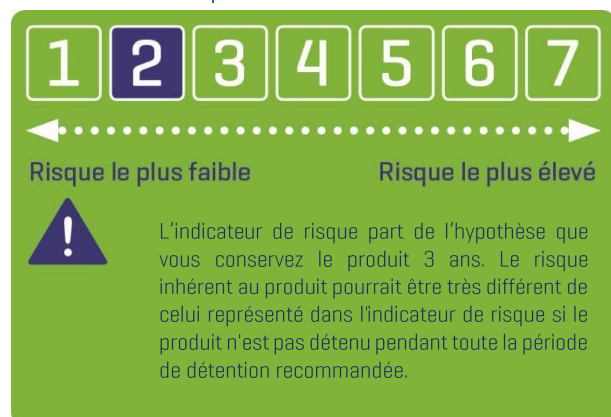 1 2 3 4 5 6 7
Risque le plus faible Risque le plus élevé
!
L'indicateur de risque part de l'hypothèse que
vous conservez le produit 3 ans. Le risque
inhérent au produit pourrait être très différent de
celui représenté dans l'indicateur de risque si le
produit n'est pas détenu pendant toute la période
de détention recommandée.